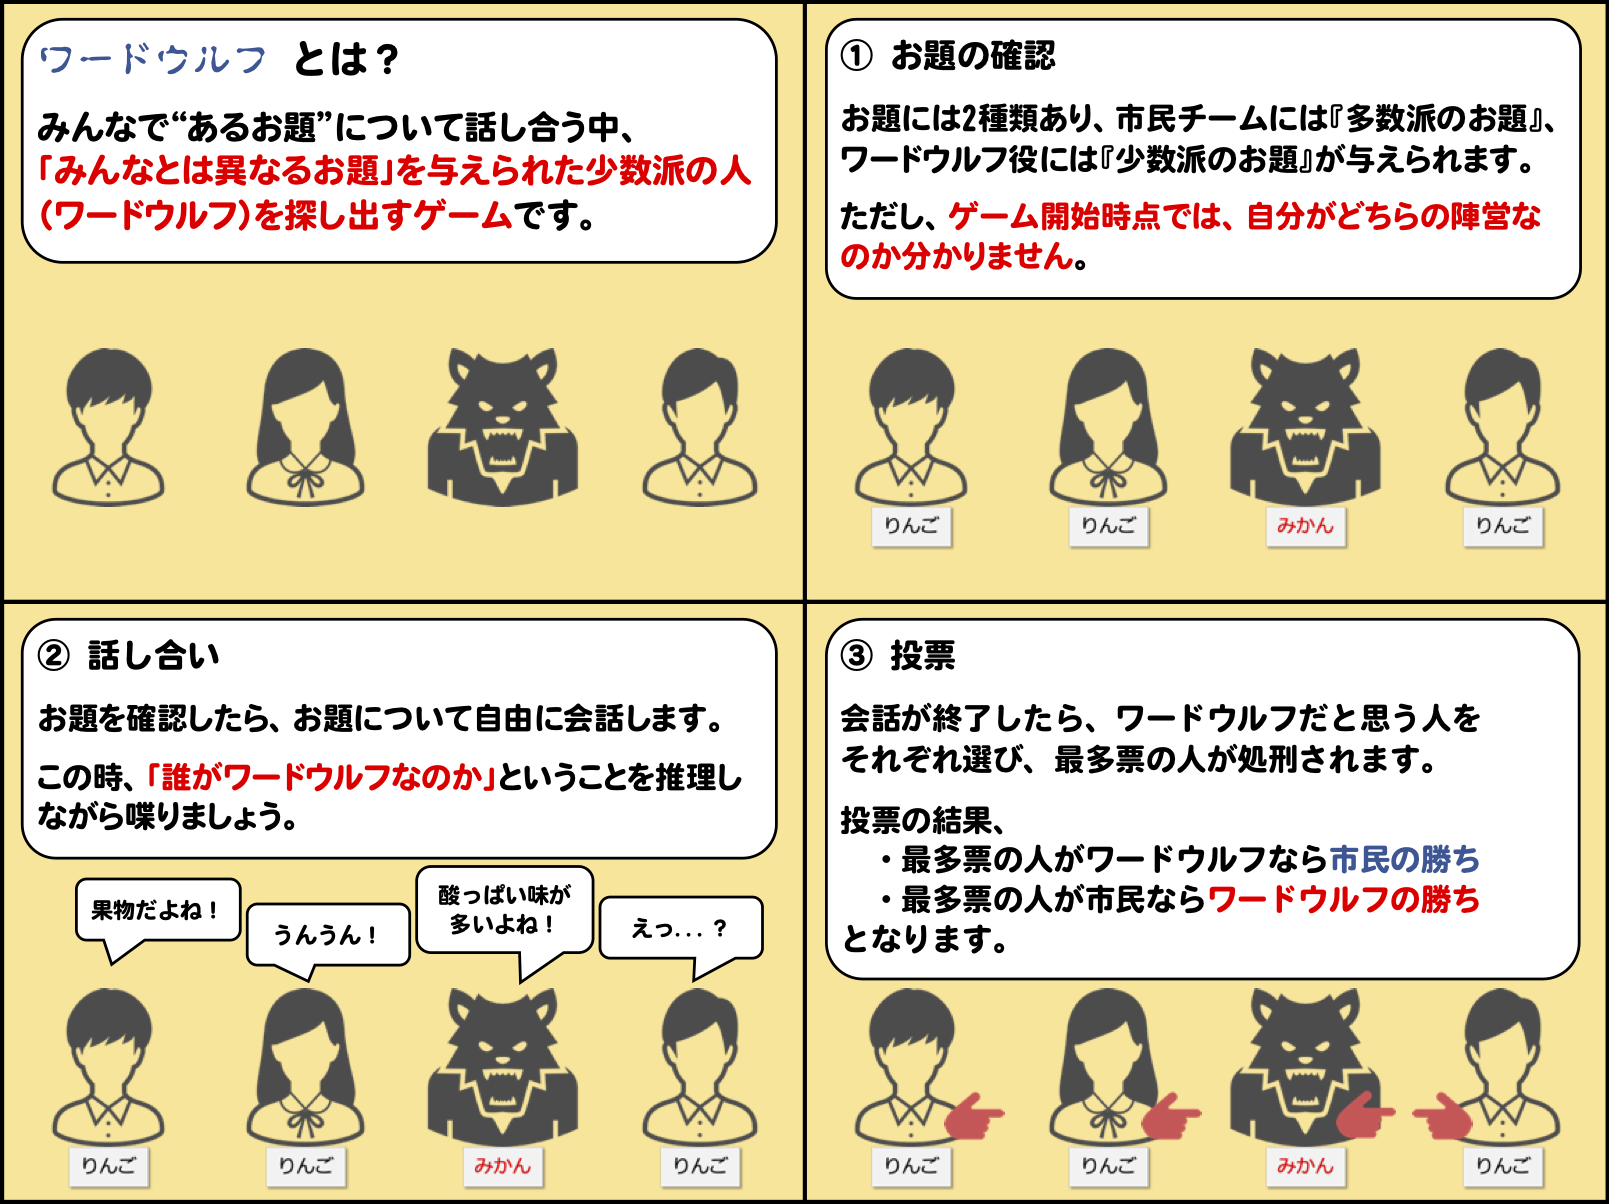 ワードウルフ とは？
みんなで“あるお題”について話し合う中、
「みんなとは異なるお題」を与えられた少数派の人
（ワードウルフ）を探し出すゲームです。
① お題の確認
お題には2種類あり、市民チームには『多数派のお題』、
ワードウルフ役には『少数派のお題』が与えられます。
ただし、ゲーム開始時点では、自分がどちらの陣営な
のか分かりません。
りんご
りんご
みかん
りんご
② 話し合い
お題を確認したら、お題について自由に会話します。
この時、「誰がワードウルフなのか」ということを推理し
ながら喋りましょう。
果物だよね！
うんうん！
酸っぱい味が
多いよね！
えっ...？
りんご
りんご
みかん
りんご
③ 投票
会話が終了したら、ワードウルフだと思う人を
それぞれ選び、最多票の人が処刑されます。
投票の結果、
・最多票の人がワードウルフなら市民の勝ち
・最多票の人が市民ならワードウルフの勝ち
となります。
りんご
りんご
みかん
りんご